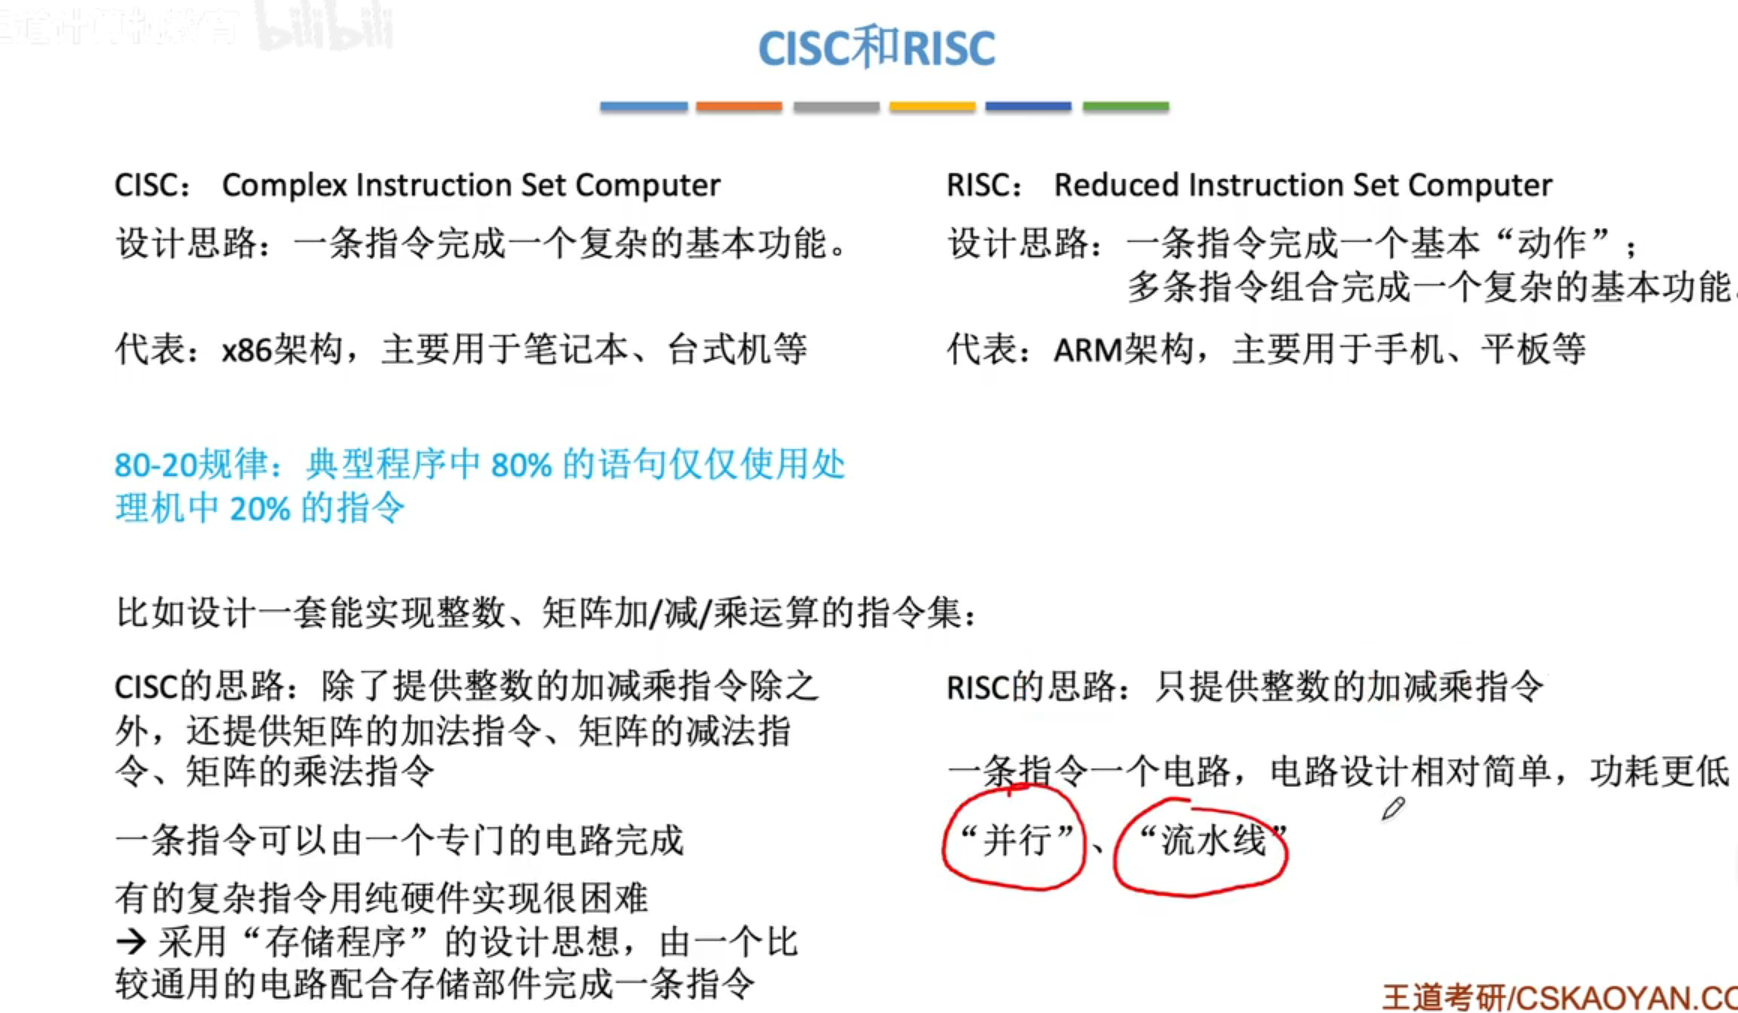 王道计算机教育 bilibili
CISC和RISC
CISC： Complex Instruction Set Computer
设计思路：一条指令完成一个复杂的基本功能。
代表：x86架构，主要用于笔记本、台式机等
RISC： Reduced Instruction Set Computer
设计思路：一条指令完成一个基本“动作”；
多条指令组合完成一个复杂的基本功能。
代表：ARM架构，主要用于手机、平板等
80-20规律：典型程序中 80% 的语句仅仅使用处
理机中 20% 的指令
比如设计一套能实现整数、矩阵加/减/乘运算的指令集：
CISC的思路：除了提供整数的加减乘指令除之
外，还提供矩阵的加法指令、矩阵的减法指
令、矩阵的乘法指令
一条指令可以由一个专门的电路完成
有的复杂指令用纯硬件实现很困难
→ 采用“存储程序”的设计思想，由一个比
较通用的电路配合存储部件完成一条指令
RISC的思路：只提供整数的加减乘指令
一条指令一个电路，电路设计相对简单，功耗更低
“并行”、“流水线”
王道考研/CSKAOYAN.CO